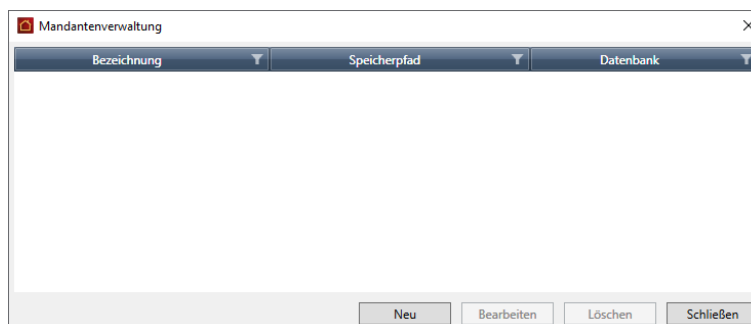 Mandantenverwaltung
Bezeichnung Speicherpfad Datenbank
Neu Bearbeiten Löschen Schließen